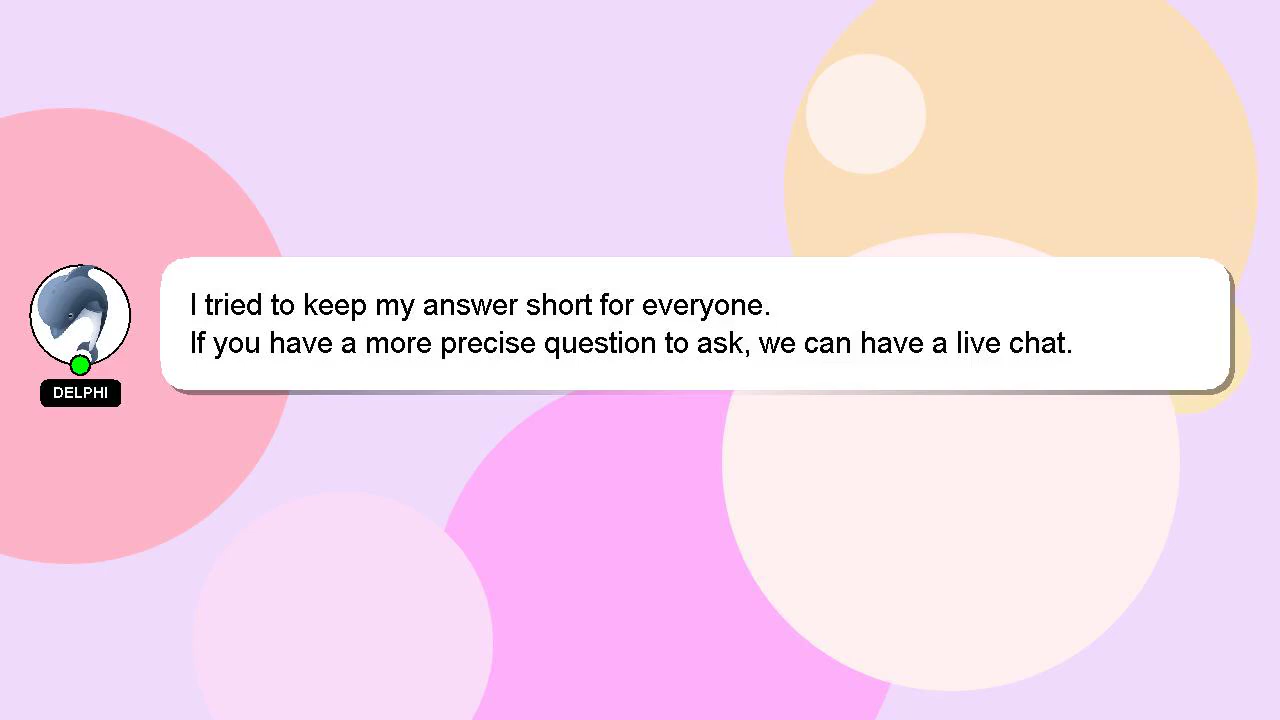 I tried to keep my answer short for everyone.
If you have a more precise question to ask, we can have a live chat.
DELPHI